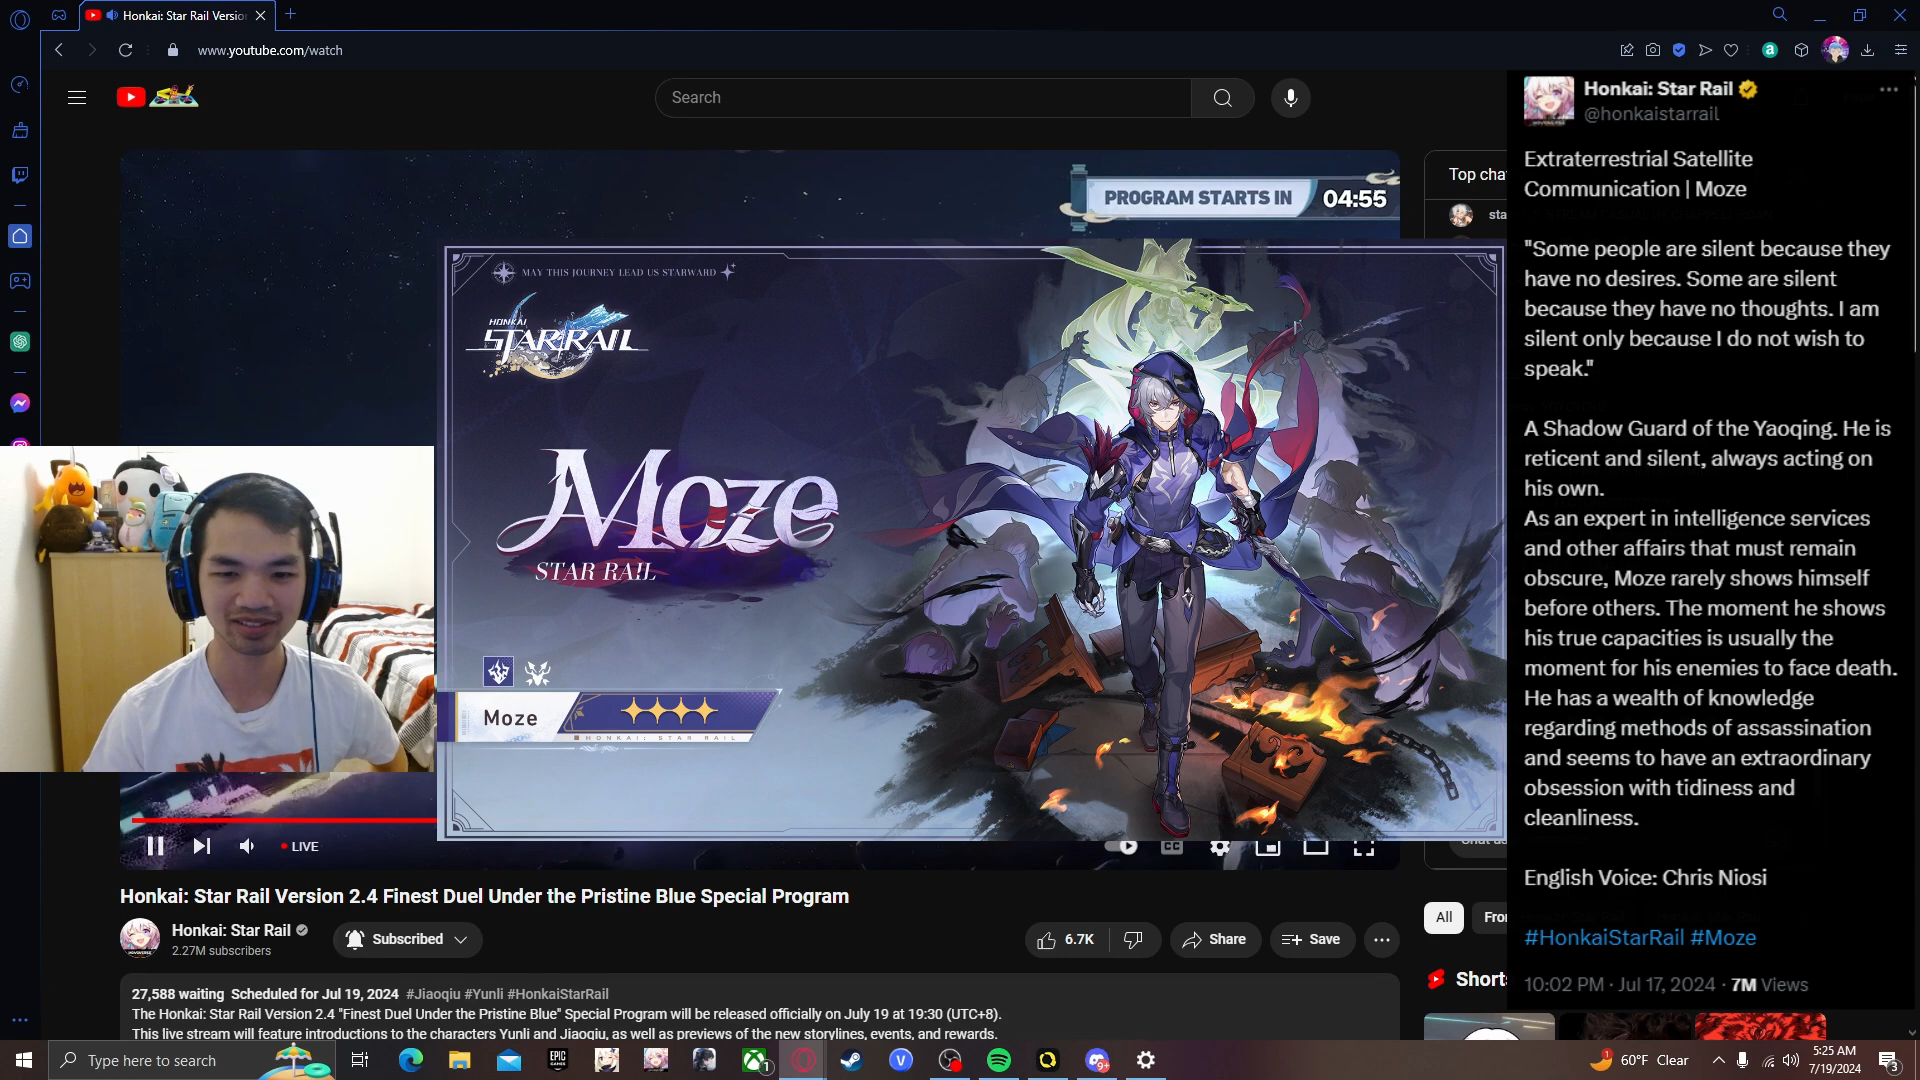 Honkai: Star Rail Versio
www.youtube.com/watch
Search
Top cha
sta
PROGRAM STARTS IN 04:55
MAY THIS JOURNEY LEAD US STARWARD
HONKAI
STAR RAIL
Moze
STAR RAIL
Moze
HONKAI: STAR RAIL
LIVE
CC
Honkai: Star Rail Version 2.4 Finest Duel Under the Pristine Blue Special Program
Honkai: Star Rail
2.27M subscribers
Subscribed
6.7K
Share
Save
27,588 waiting Scheduled for Jul 19, 2024 #Jiaoqiu #Yunli #HonkaiStarRail
The Honkai: Star Rail Version 2.4 "Finest Duel Under the Pristine Blue" Special Program will be released officially on July 19 at 19:30 (UTC+8).
This live stream will feature introductions to the characters Yunli and Jiaoqiu, as well as previews of the new storylines, events, and rewards.
All
Fro
Shorts
Honkai: Star Rail
@honkaistarrail
Extraterrestrial Satellite
Communication | Moze
"Some people are silent because they
have no desires. Some are silent
because they have no thoughts. I am
silent only because I do not wish to
speak."
A Shadow Guard of the Yaoqing. He is
reticent and silent, always acting on
his own.
As an expert in intelligence services
and other affairs that must remain
obscure, Moze rarely shows himself
before others. The moment he shows
his true capacities is usually the
moment for his enemies to face death.
He has a wealth of knowledge
regarding methods of assassination
and seems to have an extraordinary
obsession with tidiness and
cleanliness.
English Voice: Chris Niosi
#HonkaiStarRail #Moze
10:02 PM · Jul 17, 2024 · 7M Views
Type here to search
EPIC GAMES
1
9+
1
60°F Clear
5:25 AM
7/19/2024
3